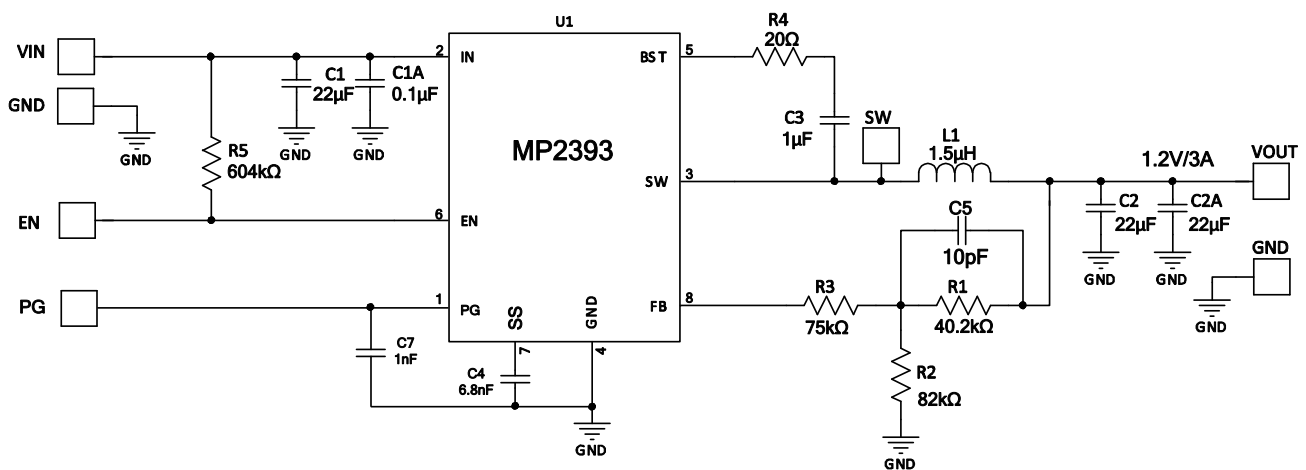 U1
VIN
2
IN
C1
22µF
C1A
0.1µF
GND
GND
GND
GND
R5
604kΩ
EN
6
EN
PG
1
PG
C7
1nF
MP2393
SS
7
C4
6.8nF
GND
4
GND
BST
5
R4
20Ω
C3
1µF
SW
SW
3
L1
1.5µH
1.2V/3A
VOUT
C2
22µF
GND
C2A
22µF
GND
GND
GND
C5
10pF
FB
8
R3
75kΩ
R1
40.2kΩ
R2
82kΩ
GND